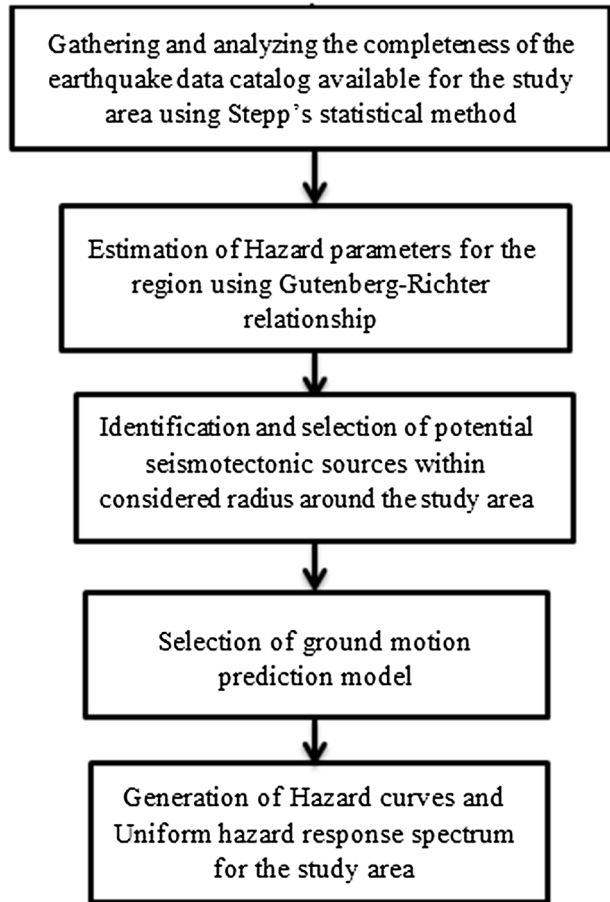 Gathering and analyzing the completeness of the
earthquake data catalog available for the study
area using Stepp's statistical method
Estimation of Hazard parameters for the
region using Gutenberg-Richter
relationship
Identification and selection of potential
seismotectonic sources within
considered radius around the study area
Selection of ground motion
prediction model
Generation of Hazard curves and
Uniform hazard response spectrum
for the study area